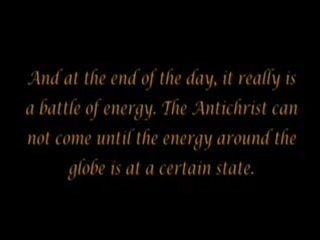 And at the end of the day, it really is
a battle of energy. The Antichrist can
not come until the energy around the
globe is at a certain state.